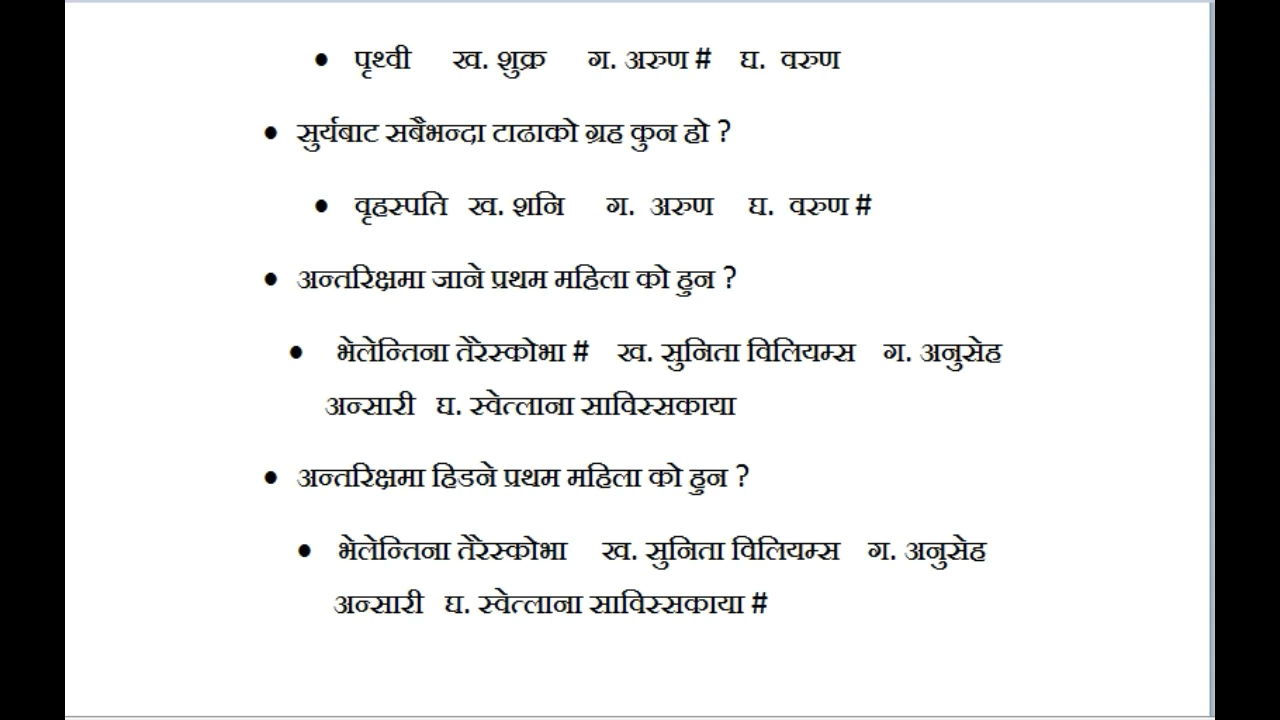 • पृथ्वी ख. शुक्र ग. अरुण # घ. वरुण
• सुर्यबाट सबैभन्दा टाढाको ग्रह कुन हो ?
• वृहस्पति ख. शनि ग. अरुण घ. वरुण #
• अन्तरिक्षमा जाने प्रथम महिला को हुन ?
• भेलेन्तिना तेरेस्कोभा # ख. सुनिता विलियम्स ग. अनुसेह
अन्सारी घ. स्वेत्लाना साविस्सकाया
• अन्तरिक्षमा हिडने प्रथम महिला को हुन ?
• भेलेन्तिना तेरेस्कोभा ख. सुनिता विलियम्स ग. अनुसेह
अन्सारी घ. स्वेत्लाना साविस्सकाया #